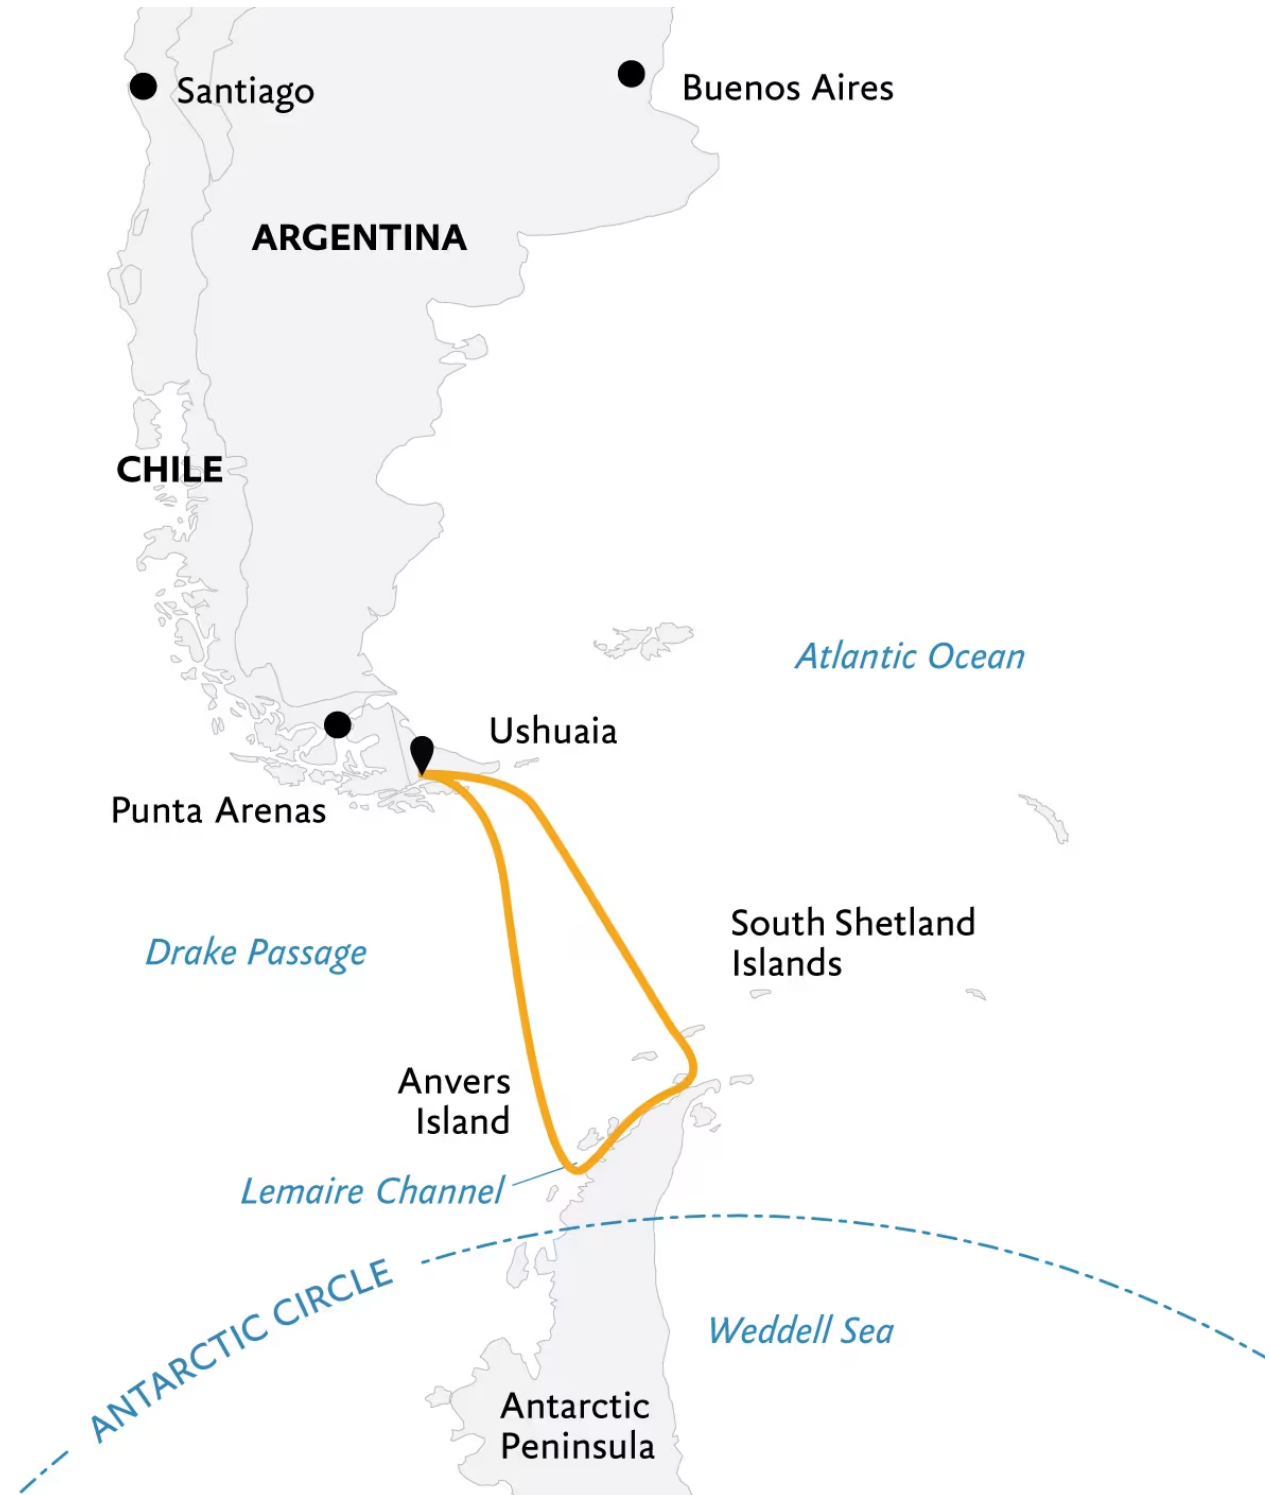 Santiago
Buenos Aires
ARGENTINA
CHILE
Atlantic Ocean
Ushuaia
Punta Arenas
South Shetland
Islands
Drake Passage
Anvers
Island
Lemaire Channel
ANTARCTIC CIRCLE
Weddell Sea
Antarctic
Peninsula